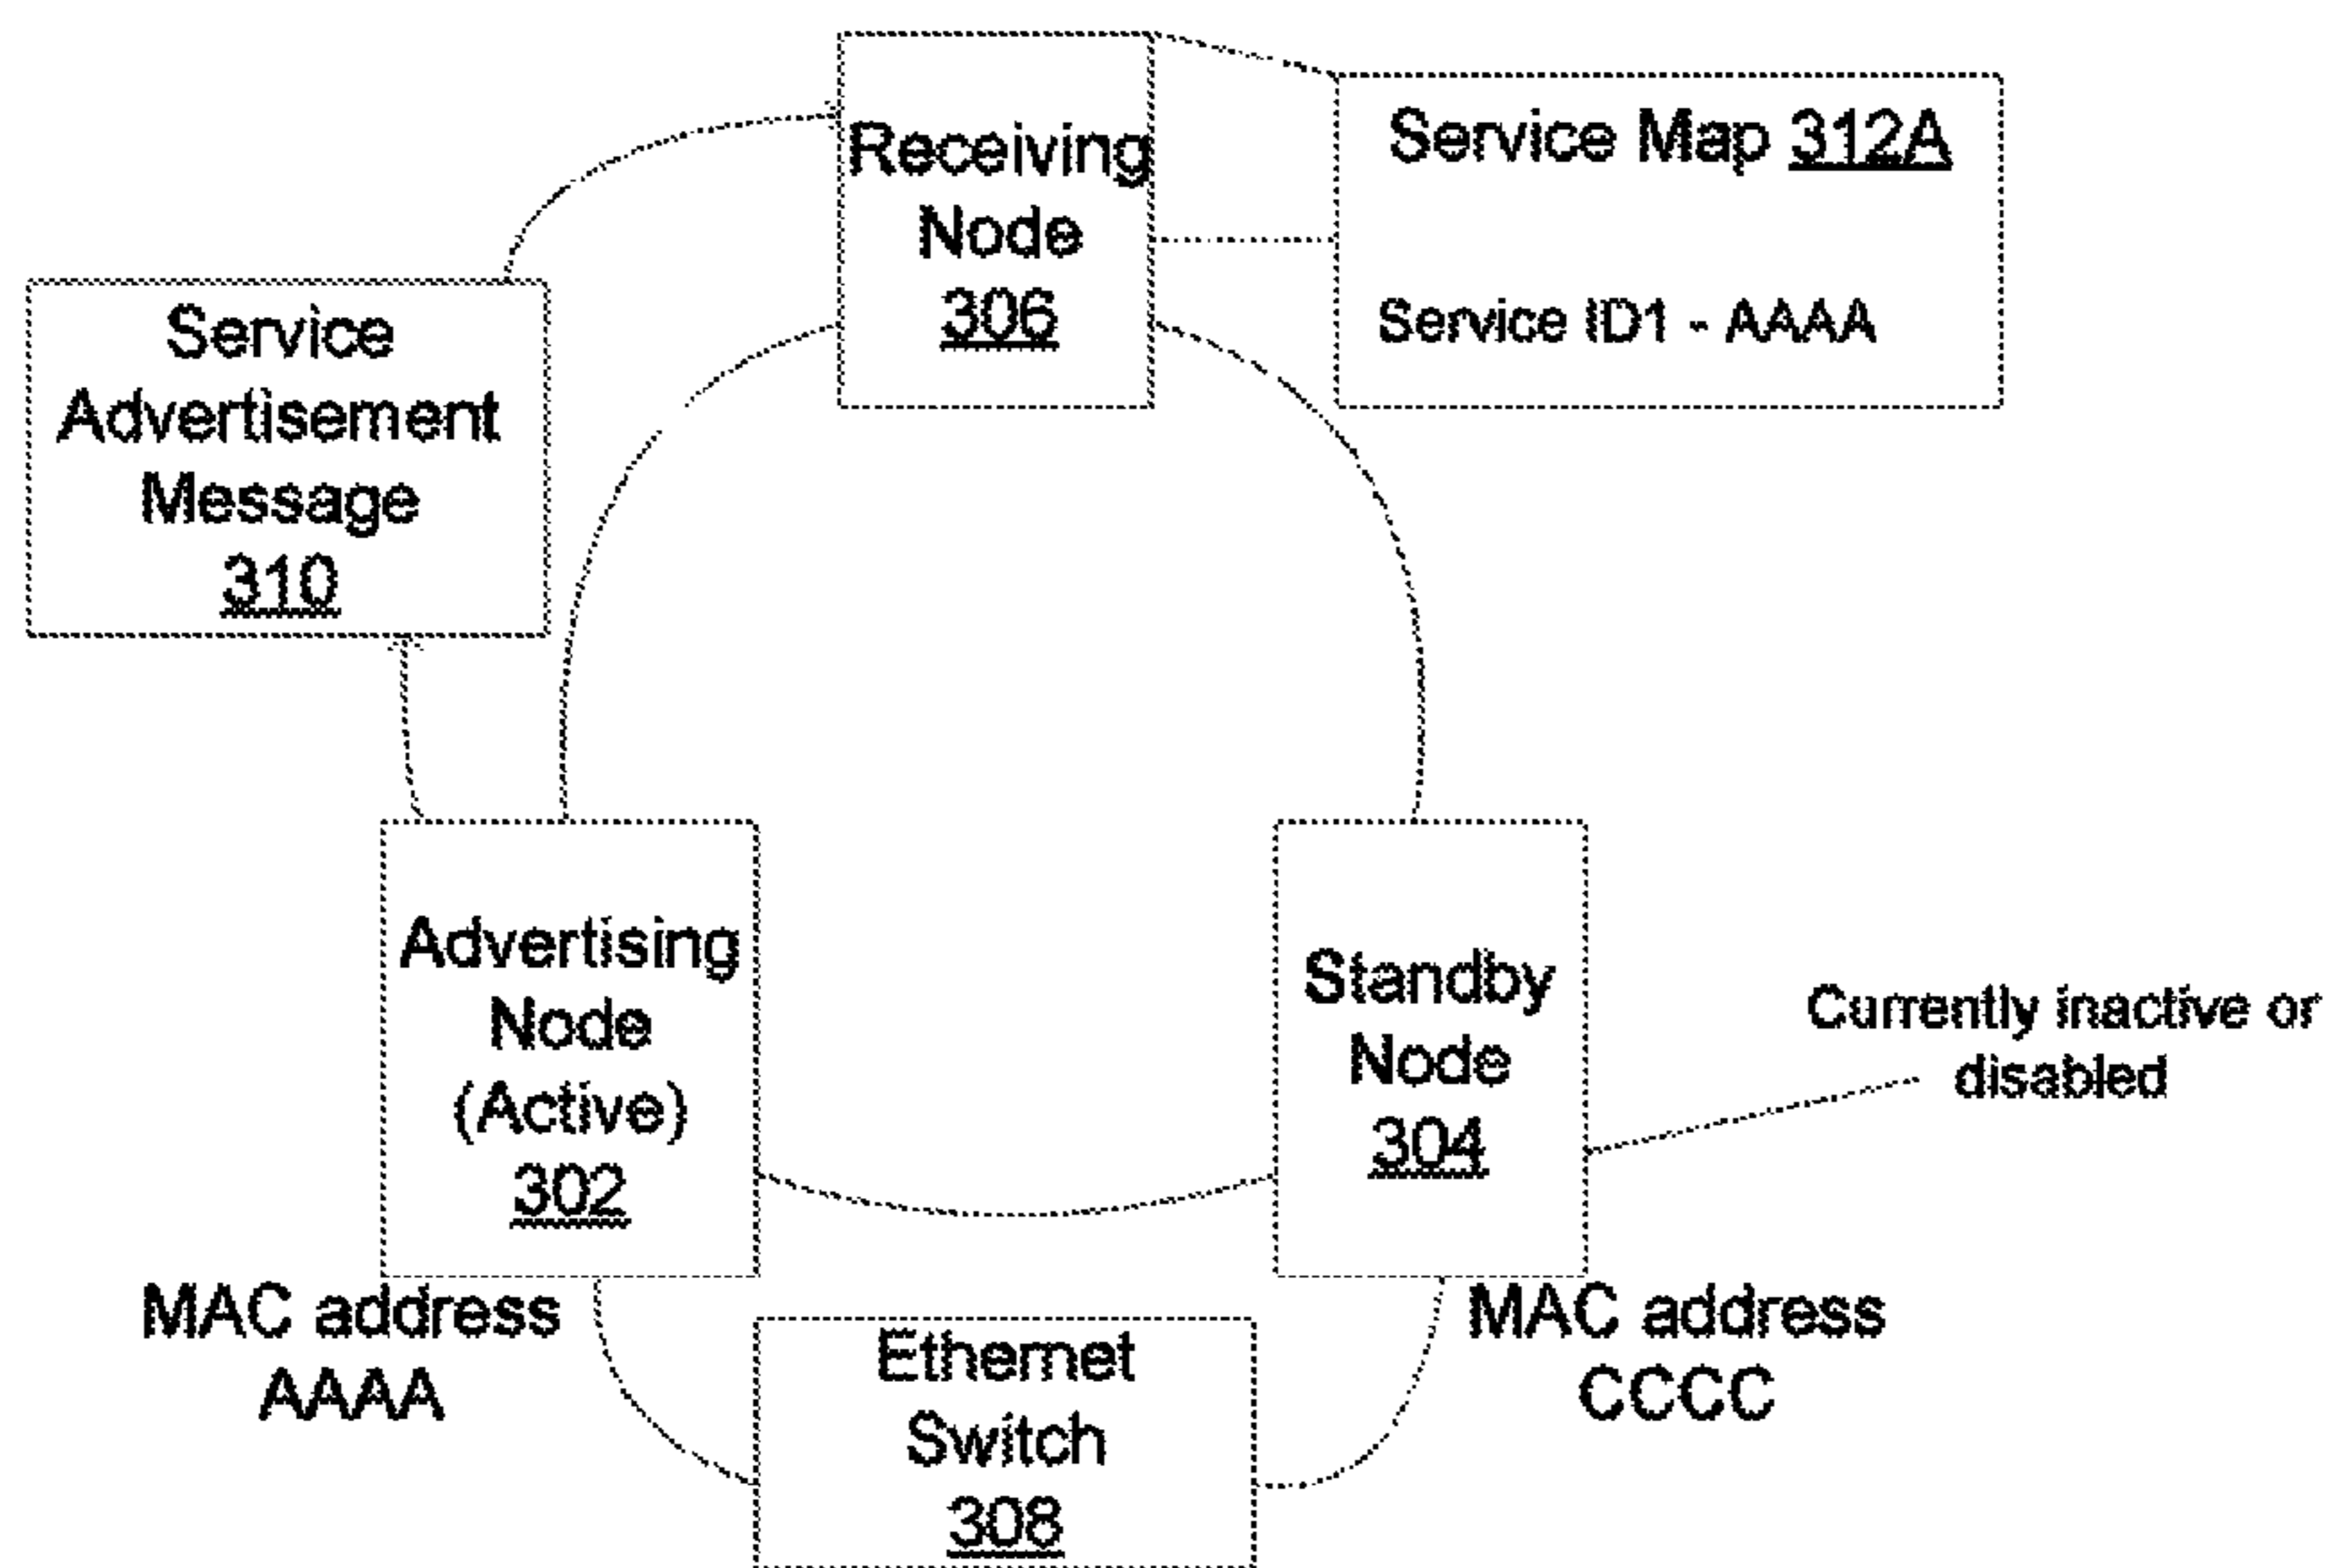 Receiving
Node
306
Service Map 312A
Service ID1 - AAAA
Service
Advertisement
Message
310
Advertising
Node
(Active)
302
Standby
Node
304
Currently inactive or
disabled
MAC address
AAAA
Ethernet
Switch
308
MAC address
CCCC